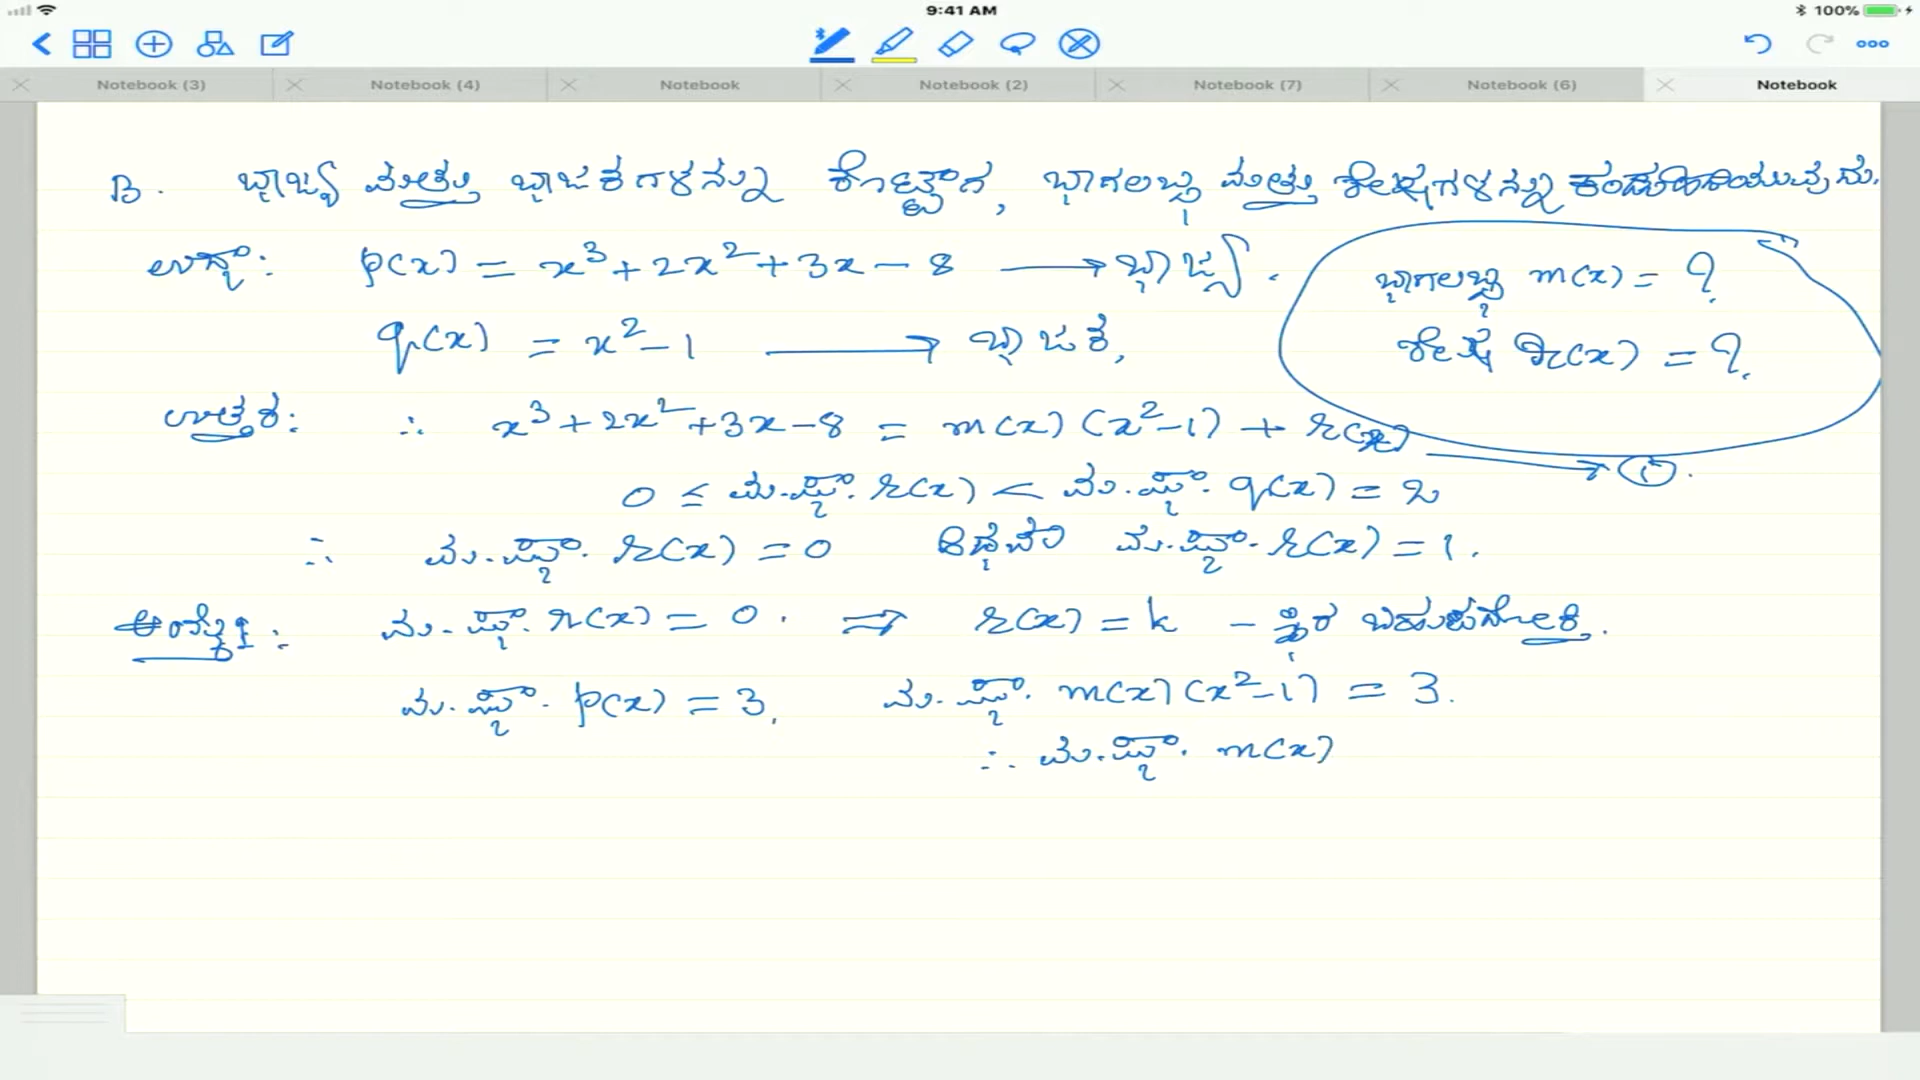 9:41 AM
100%
Notebook (3) Notebook (4) Notebook Notebook (2) Notebook (7) Notebook (6) Notebook
B. ಭಾಜ್ಯ ಮತ್ತು ಭಾಜಕಗಳನ್ನು ಕೊಟ್ಟಾಗ, ಭಾಗಲಬ್ಧ ಮತ್ತು ಶೇಷಗಳನ್ನು ಕಂಡುಹಿಡಿಯುವುದು.
ಉದಾ: p(x) = x³+2x²+3x-8 → ಭಾಜ್ಯ.
q(x) = x²-1 → ಭಾಜಕ,
ಭಾಗಲಬ್ಧ m(x) = ?
ಶೇಷ r(x) = ?
ಉತ್ತರ: ∴ x³+2x²+3x-8 = m(x) (x²-1) + r(x) → ①.
0 ≤ ಮ.ಘಾ. r(x) < ಮ.ಘಾ. q(x) = 2
∴ ಮ.ಘಾ. r(x) = 0 ಅಥವಾ ಮ.ಘಾ. r(x) = 1.
ಮ.ಘಾ. r(x) = 0. ⇒ r(x) = k - ಸ್ಥಿರ ಬಹುಪದೋಕ್ತಿ.
ಮ.ಘಾ. p(x) = 3, ಮ.ಘಾ. m(x) (x²-1) = 3.
∴ ಮ.ಘಾ. m(x)